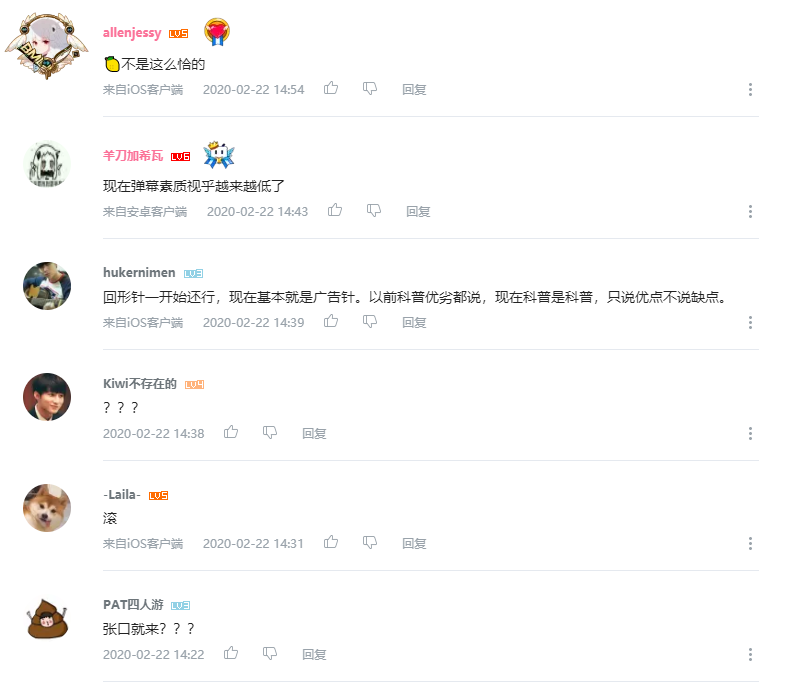 allenjessy LV5
🍋不是这么恰的
来自iOS客户端 2020-02-22 14:54 回复
羊刀加希瓦 LV6
现在弹幕素质视乎越来越低了
来自安卓客户端 2020-02-22 14:43 回复
hukernimen LV3
回形针一开始还行，现在基本就是广告针。以前科普优劣都说，现在科普是科普，只说优点不说缺点。
来自iOS客户端 2020-02-22 14:39 回复
Kiwi不存在的 LV4
？？？
2020-02-22 14:38 回复
-Laila- LV5
滚
来自iOS客户端 2020-02-22 14:31 回复
PAT四人游 LV3
张口就来？？？
2020-02-22 14:22 回复